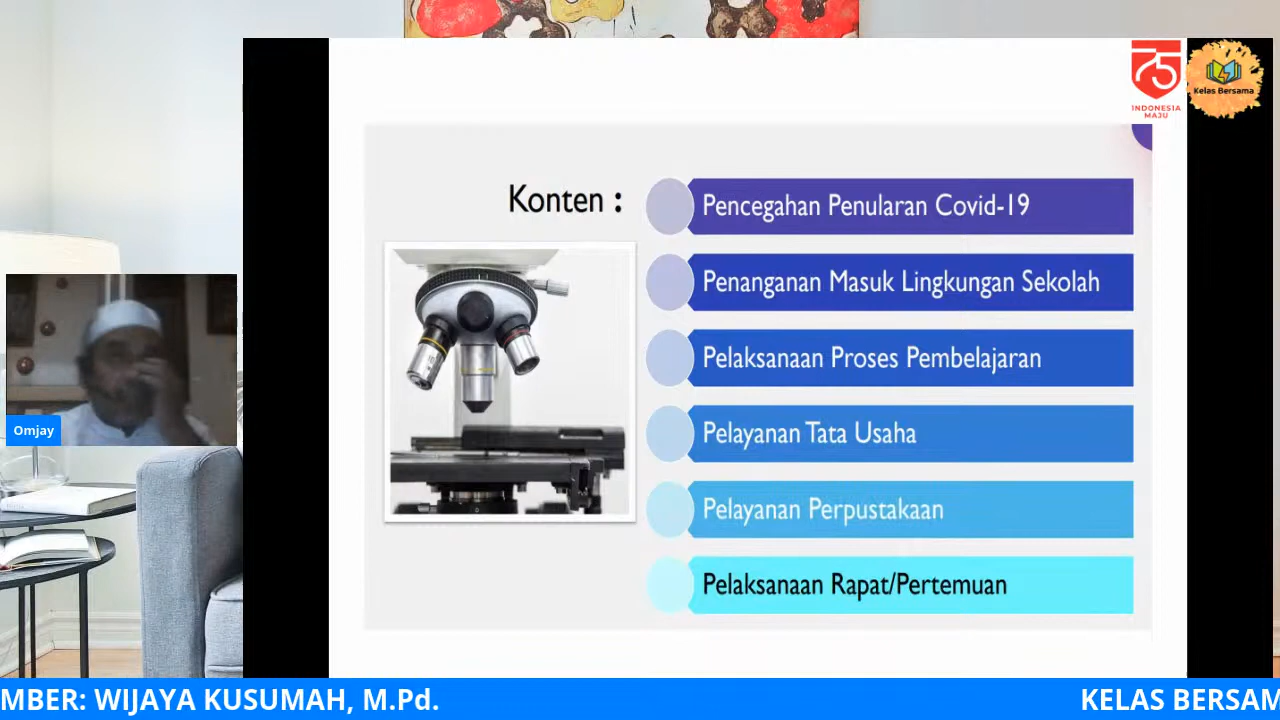 75
INDONESIA
MAJU
Kelas Bersama
Konten :
Pencegahan Penularan Covid-19
Penanganan Masuk Lingkungan Sekolah
Pelaksanaan Proses Pembelajaran
Pelayanan Tata Usaha
Pelayanan Perpustakaan
Pelaksanaan Rapat/Pertemuan
Omjay
MBER: WIJAYA KUSUMAH, M.Pd.
KELAS BERSAM